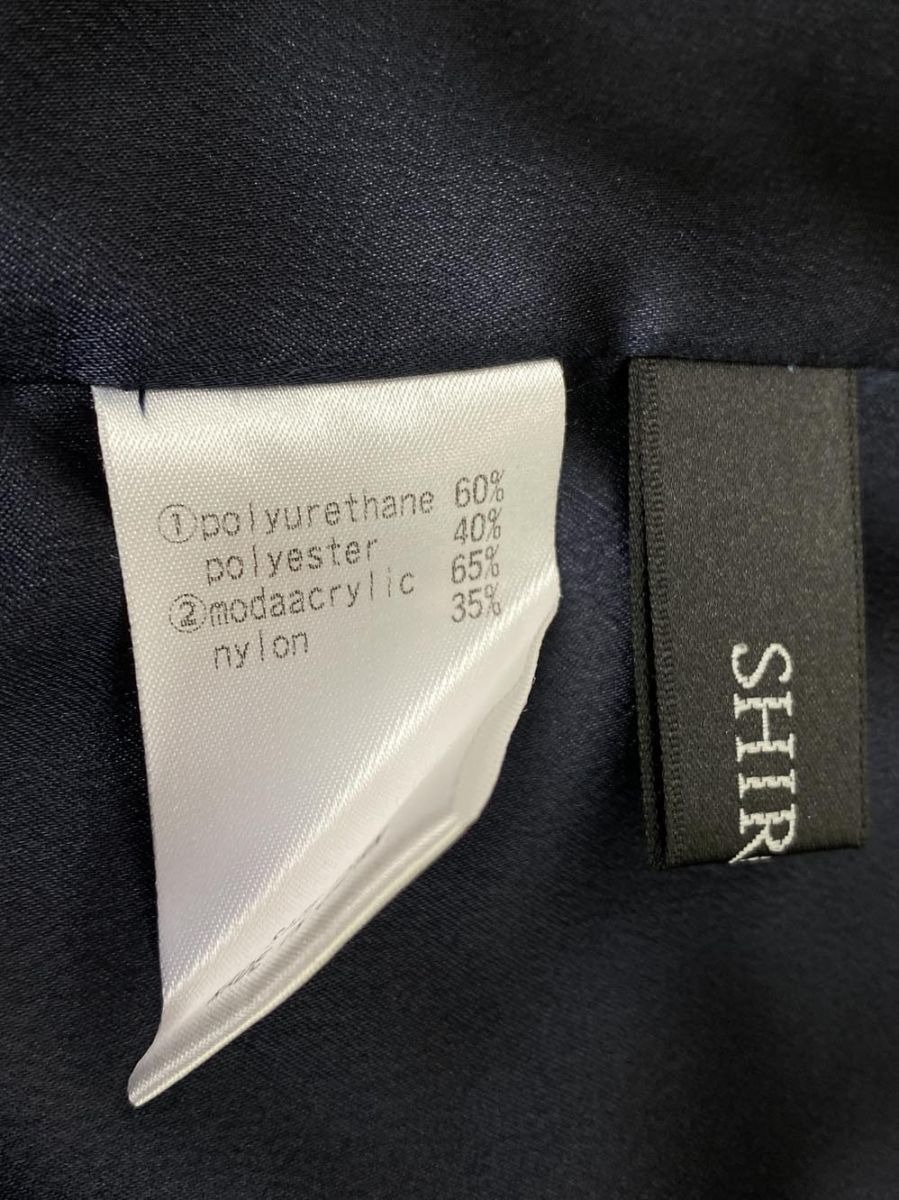 ①polyurethane 60%
polyester 40%
②modaacrylic 65%
nylon 35%
SHIR